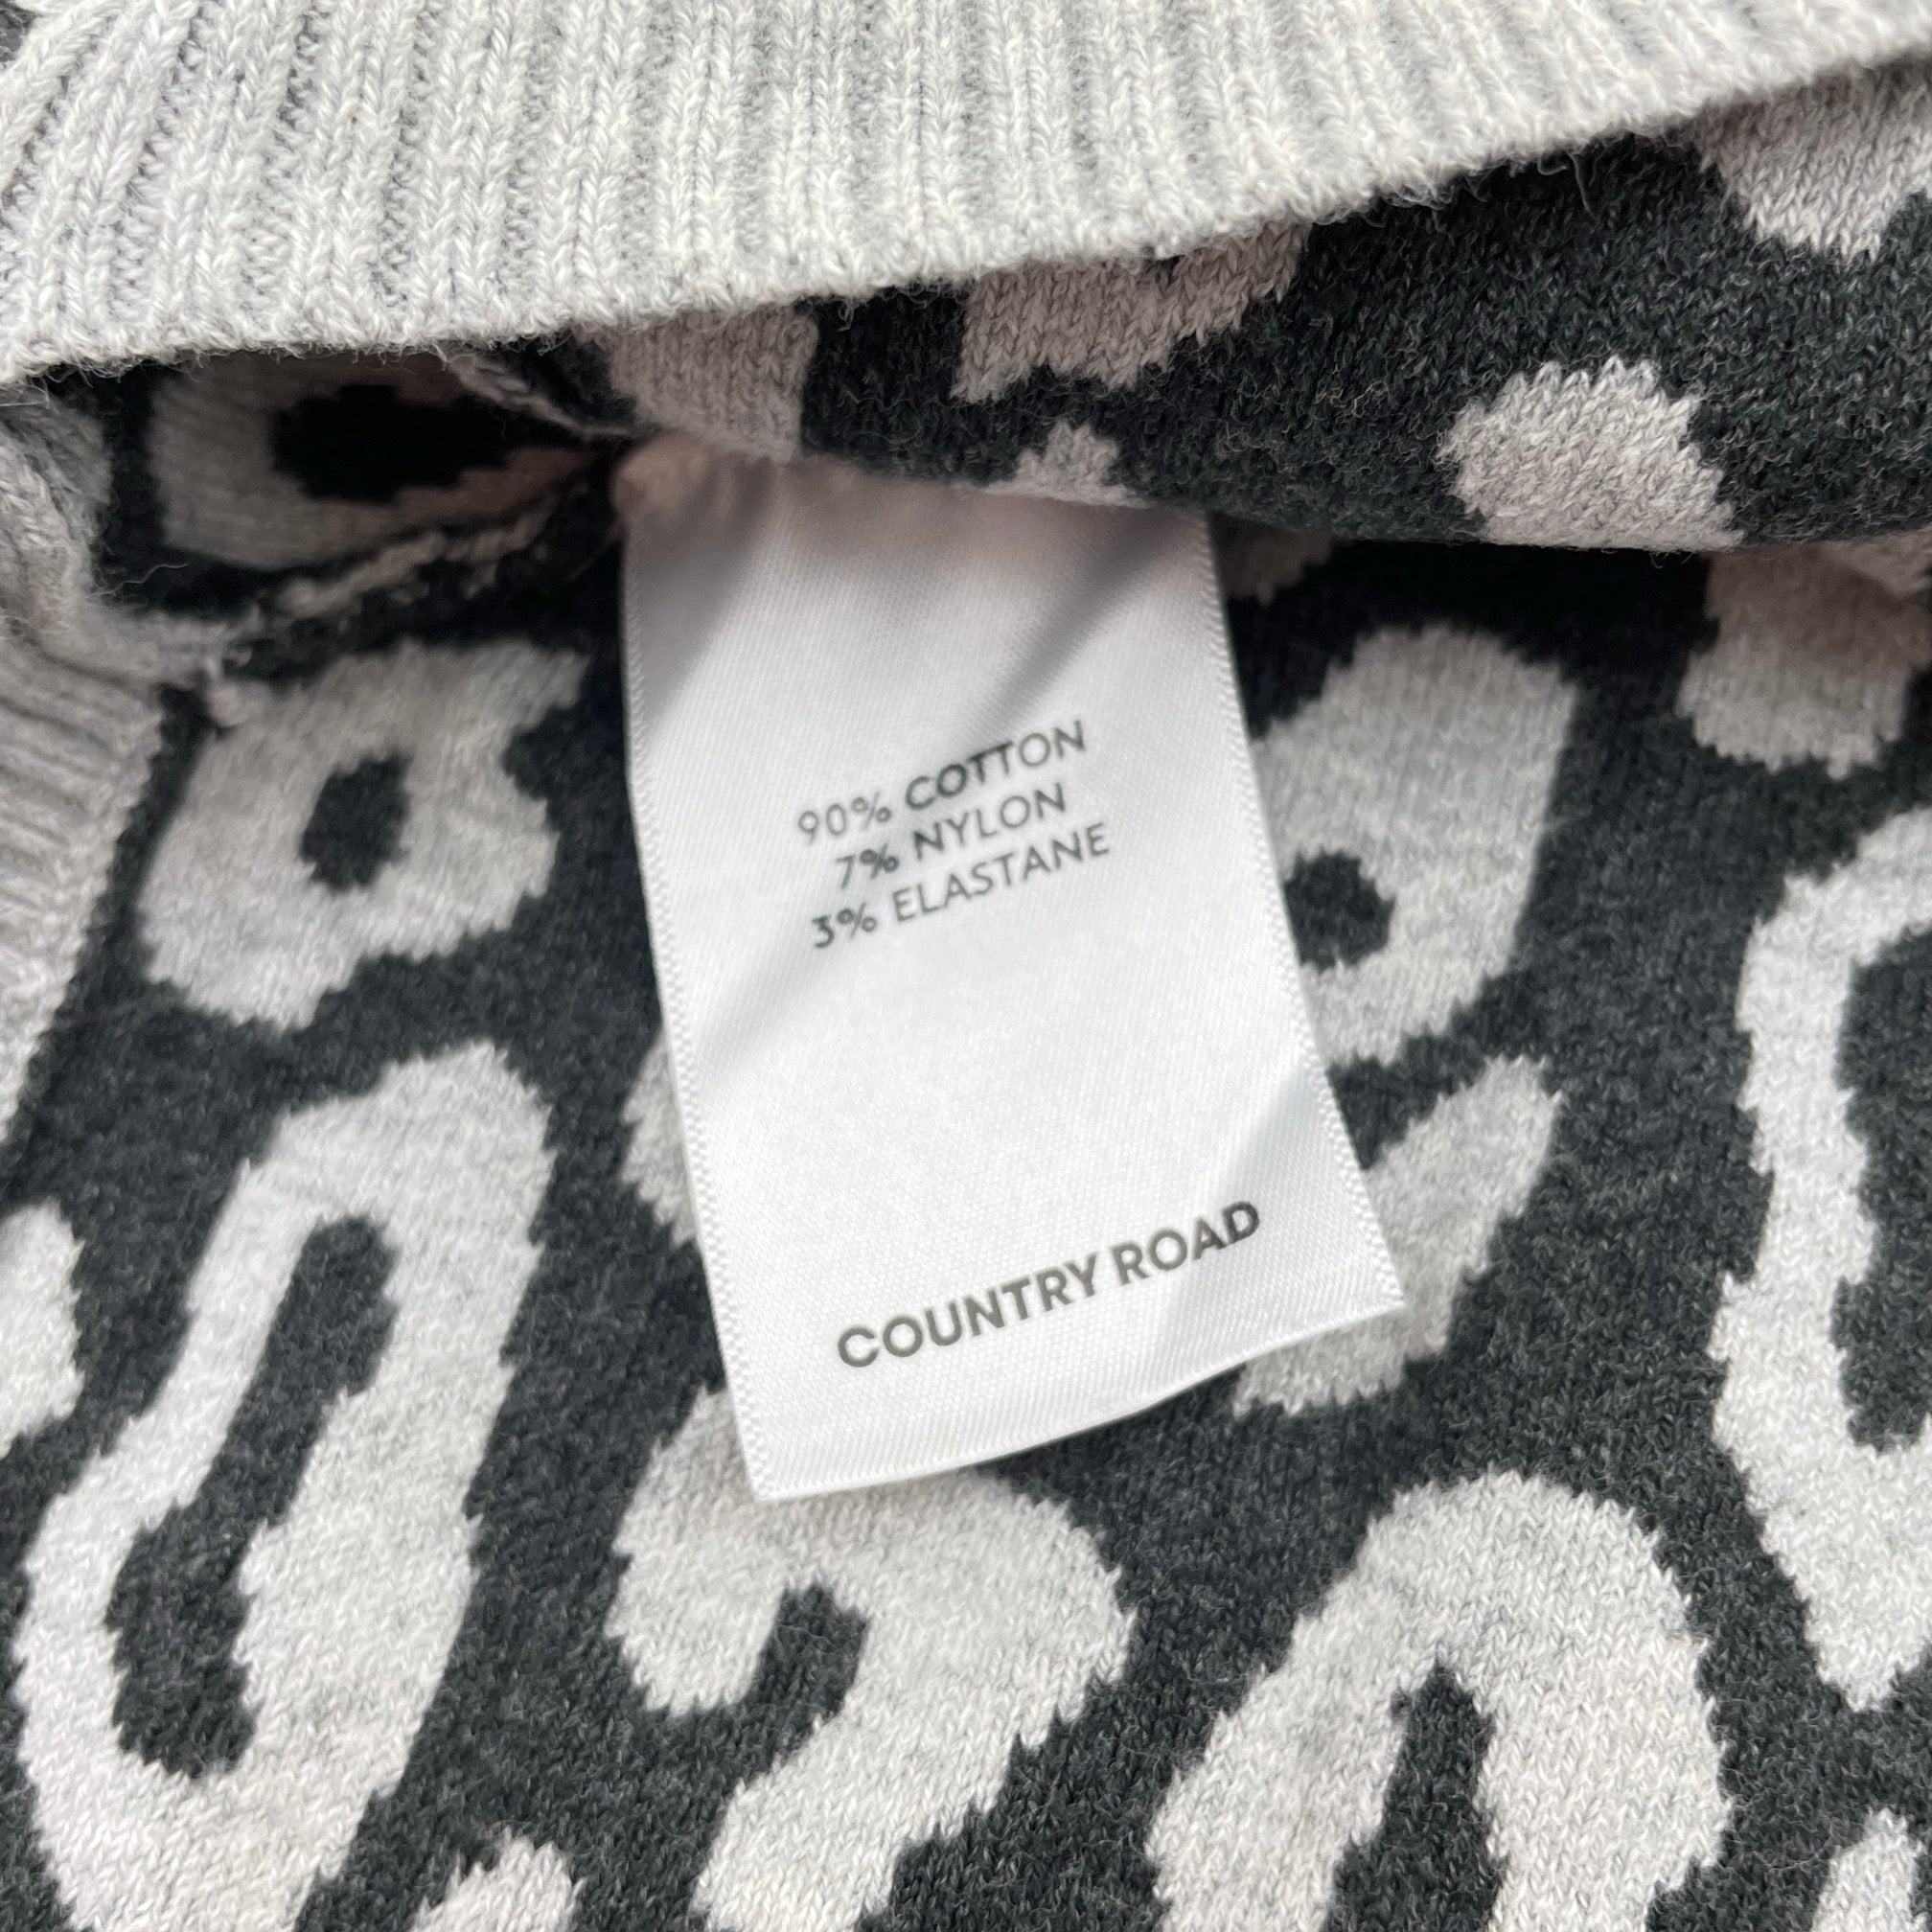 90% COTTON
7% NYLON
3% ELASTANE
COUNTRY ROAD